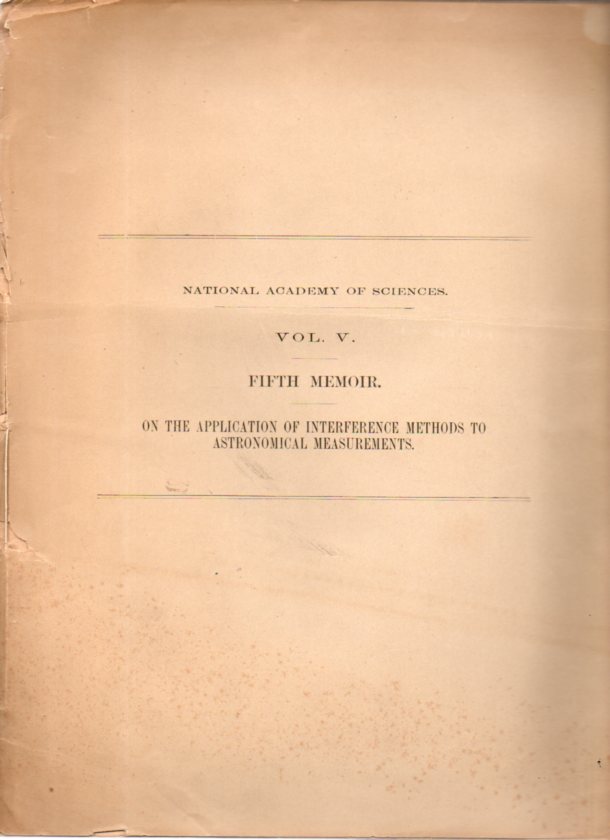 NATIONAL ACADEMY OF SCIENCES.
VOL. V.
FIFTH MEMOIR.
ON THE APPLICATION OF INTERFERENCE METHODS TO
ASTRONOMICAL MEASUREMENTS.